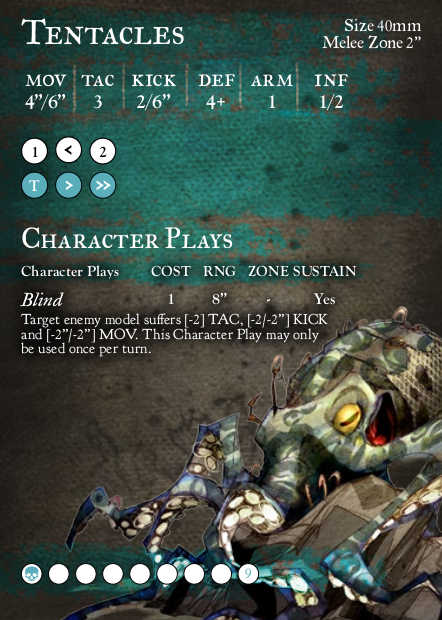 Tentacles
Size 40mm
Melee Zone 2”
MOV TAC KICK DEF ARM INF
4”/6” 3 2/6” 4+ 1 1/2
1 < 2
T > >>
Character Plays
Character Plays COST RNG ZONE SUSTAIN
Blind 1 8” - Yes
Target enemy model suffers [-2] TAC, [-2/-2”] KICK
and [-2”/-2”] MOV. This Character Play may only
be used once per turn.
9